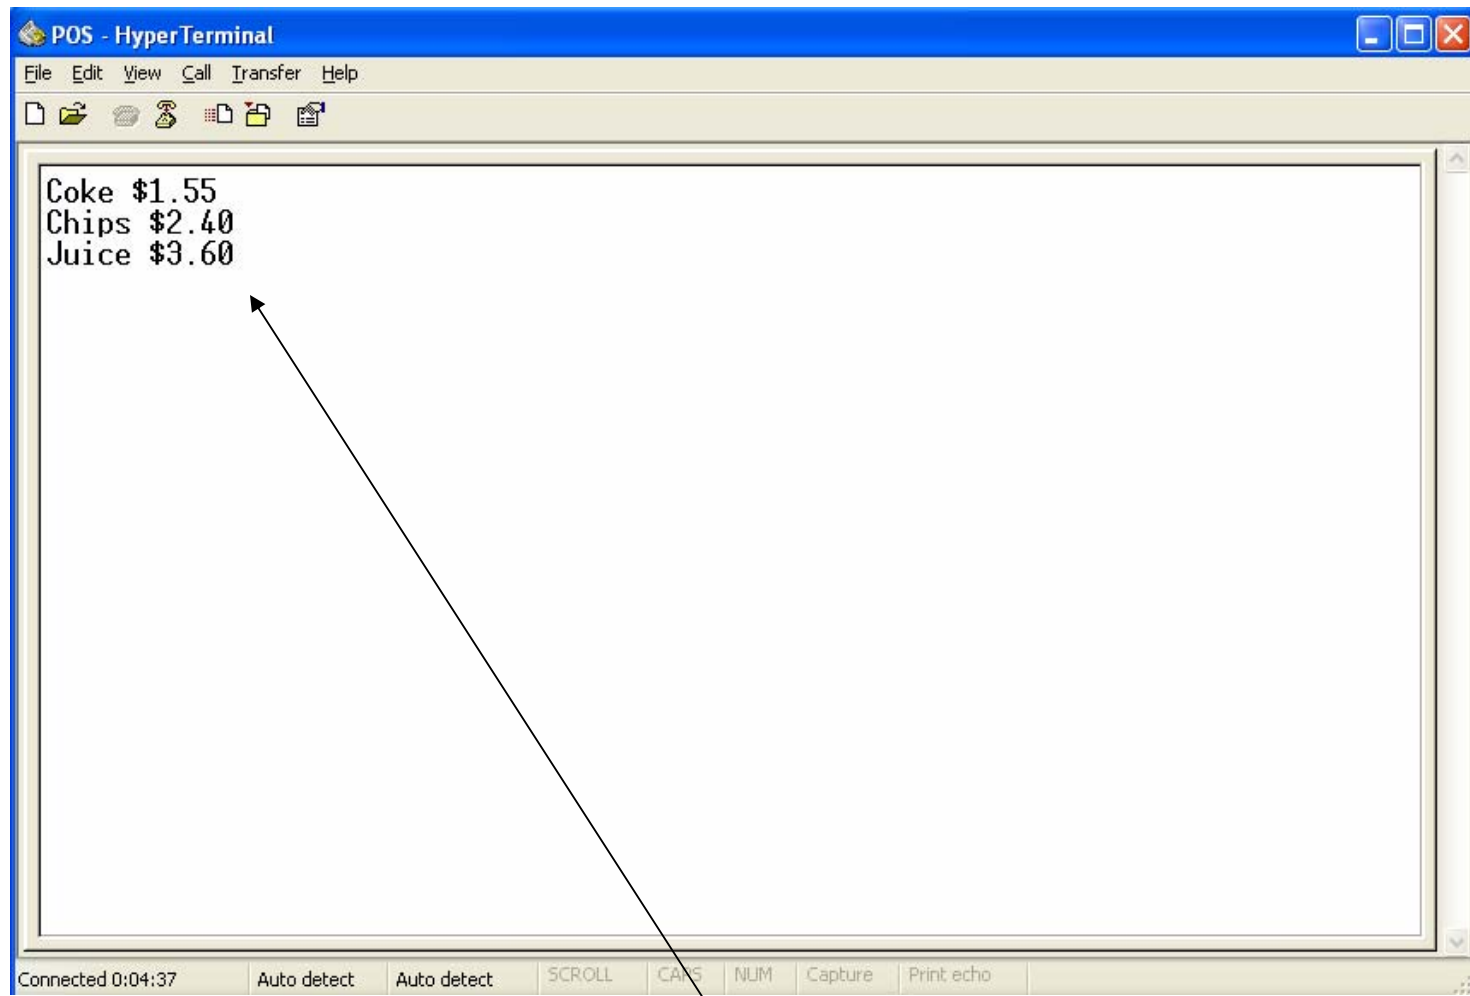 POS - HyperTerminal
File Edit View Call Transfer Help
Coke $1.55
Chips $2.40
Juice $3.60
Connected 0:04:37 Auto detect Auto detect SCROLL CAPS NUM Capture Print echo